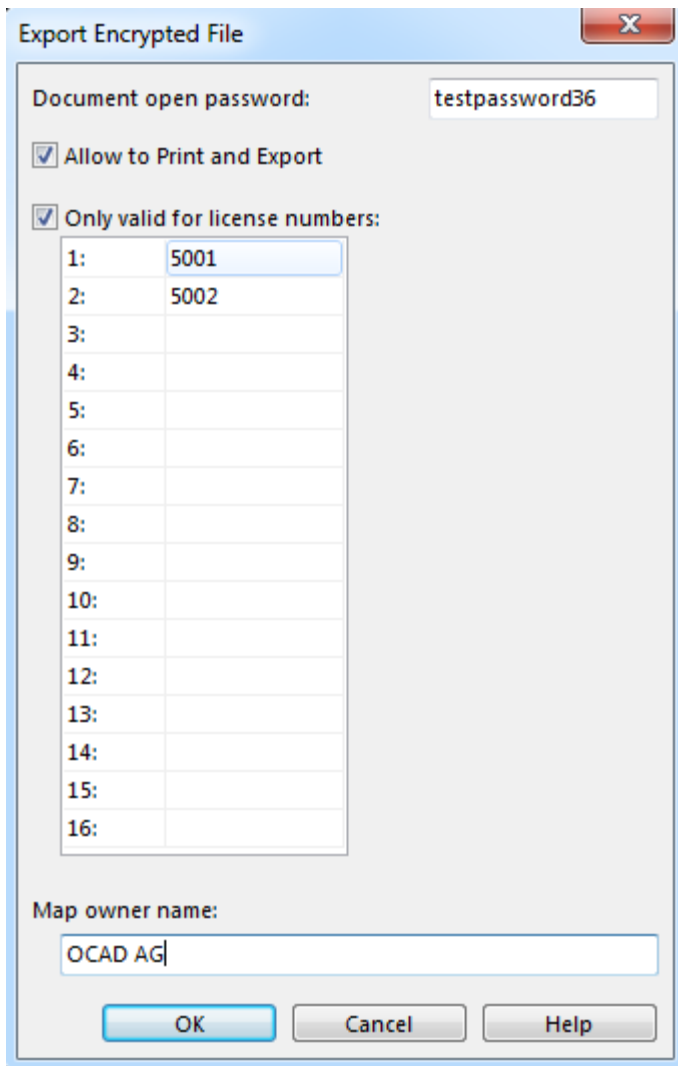 Export Encrypted File
Document open password: testpassword36
Allow to Print and Export
Only valid for license numbers:
1: 5001
2: 5002
3:
4:
5:
6:
7:
8:
9:
10:
11:
12:
13:
14:
15:
16:
Map owner name:
OCAD AG
OK Cancel Help